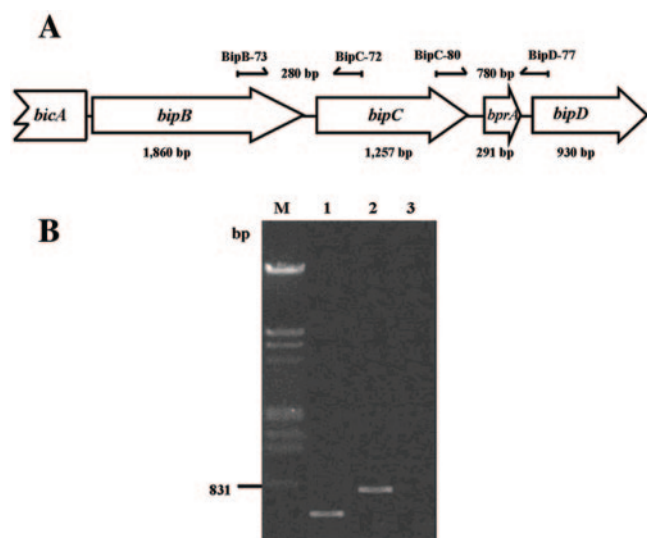 A
BipB-73 280 bp BipC-72 BipC-80 780 bp BipD-77
bicA bipB bipC bprA bipD
1,860 bp 1,257 bp 291 bp 930 bp
B
M 1 2 3
bp
831